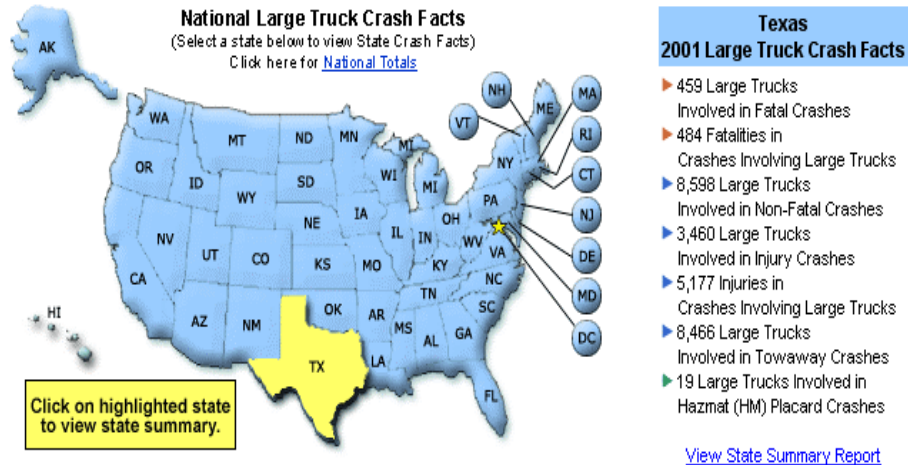 National Large Truck Crash Facts
(Select a state below to view State Crash Facts)
Click here for National Totals
AK
WA
MT
ND
MN
OR
ID
WY
SD
WI
MI
MI
NY
VT
NH
ME
MA
RI
CT
NJ
DE
MD
DC
PA
NE
IA
IL
IN
OH
WV
VA
NV
UT
CO
KS
MO
KY
NC
CA
AZ
NM
OK
AR
TN
SC
MS
AL
GA
TX
LA
FL
HI
Click on highlighted state
to view state summary.
Texas
2001 Large Truck Crash Facts
459 Large Trucks
Involved in Fatal Crashes
484 Fatalities in
Crashes Involving Large Trucks
8,598 Large Trucks
Involved in Non-Fatal Crashes
3,460 Large Trucks
Involved in Injury Crashes
5,177 Injuries in
Crashes Involving Large Trucks
8,466 Large Trucks
Involved in Towaway Crashes
19 Large Trucks Involved in
Hazmat (HM) Placard Crashes
View State Summary Report